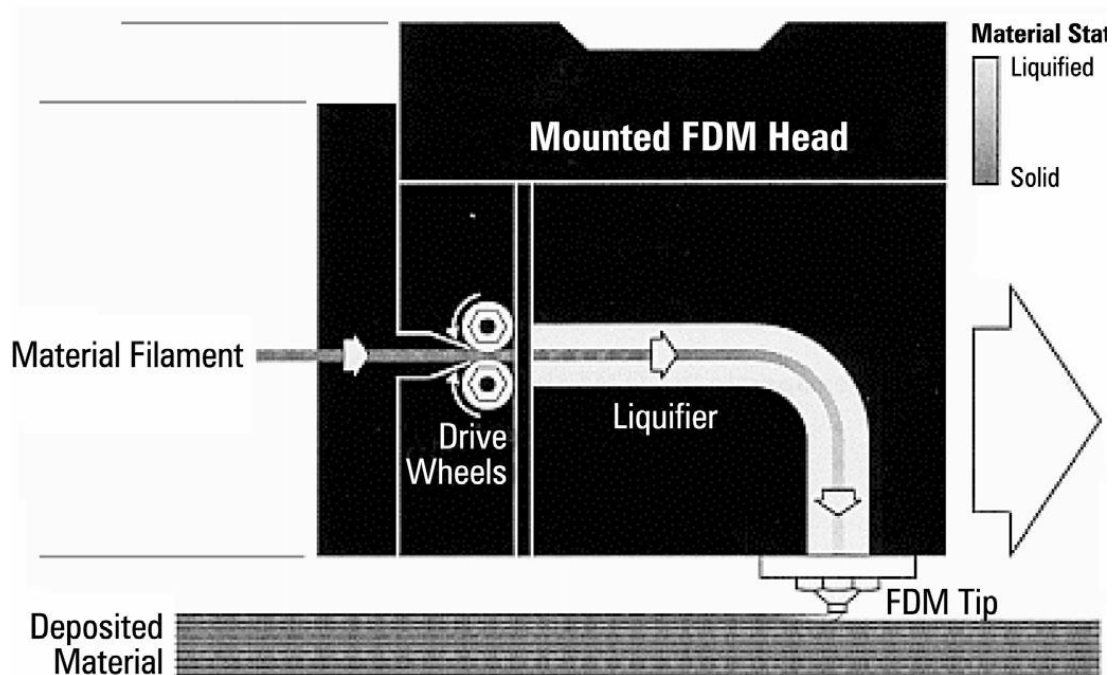 Material Stat
Liquified
Solid
Mounted FDM Head
Material Filament
Drive
Wheels
Liquifier
FDM Tip
Deposited
Material